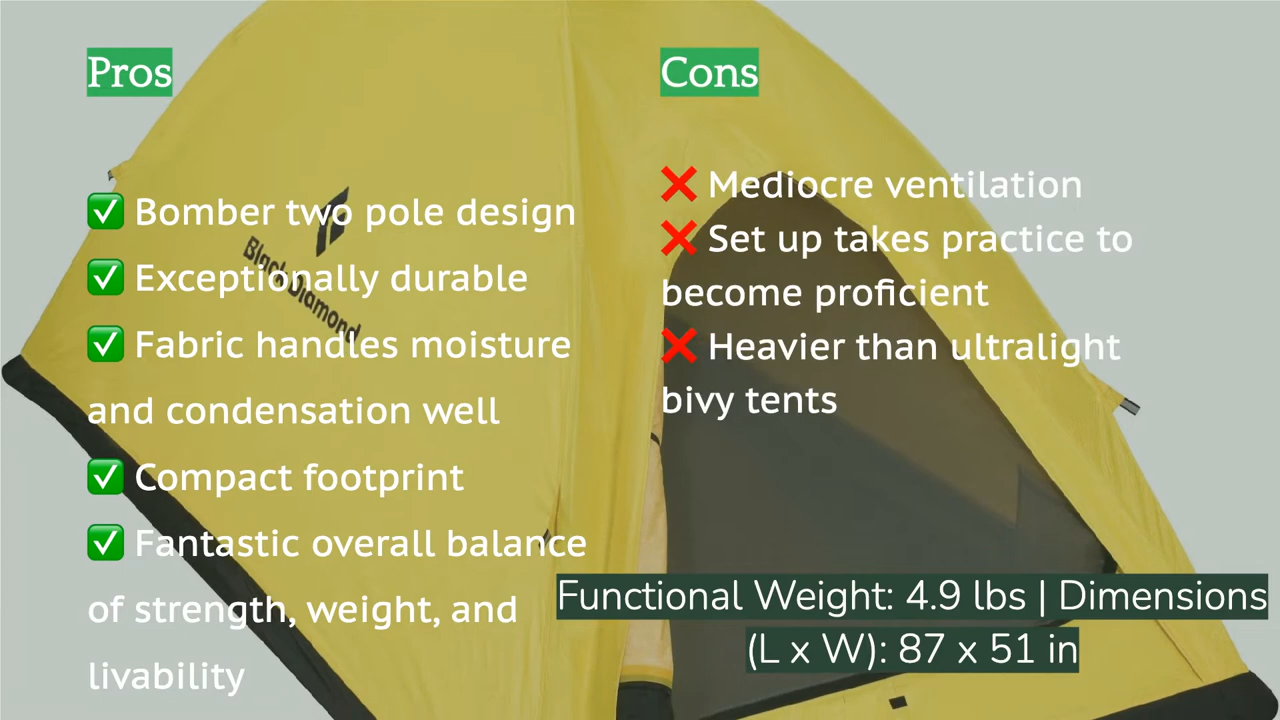 Pros
✅ Bomber two pole design
✅ Exceptionally durable
✅ Fabric handles moisture
and condensation well
✅ Compact footprint
✅ Fantastic overall balance
of strength, weight, and
livability
Black Diamond
Cons
❌ Mediocre ventilation
❌ Set up takes practice to
become proficient
❌ Heavier than ultralight
bivy tents
Functional Weight: 4.9 lbs | Dimensions
(L x W): 87 x 51 in